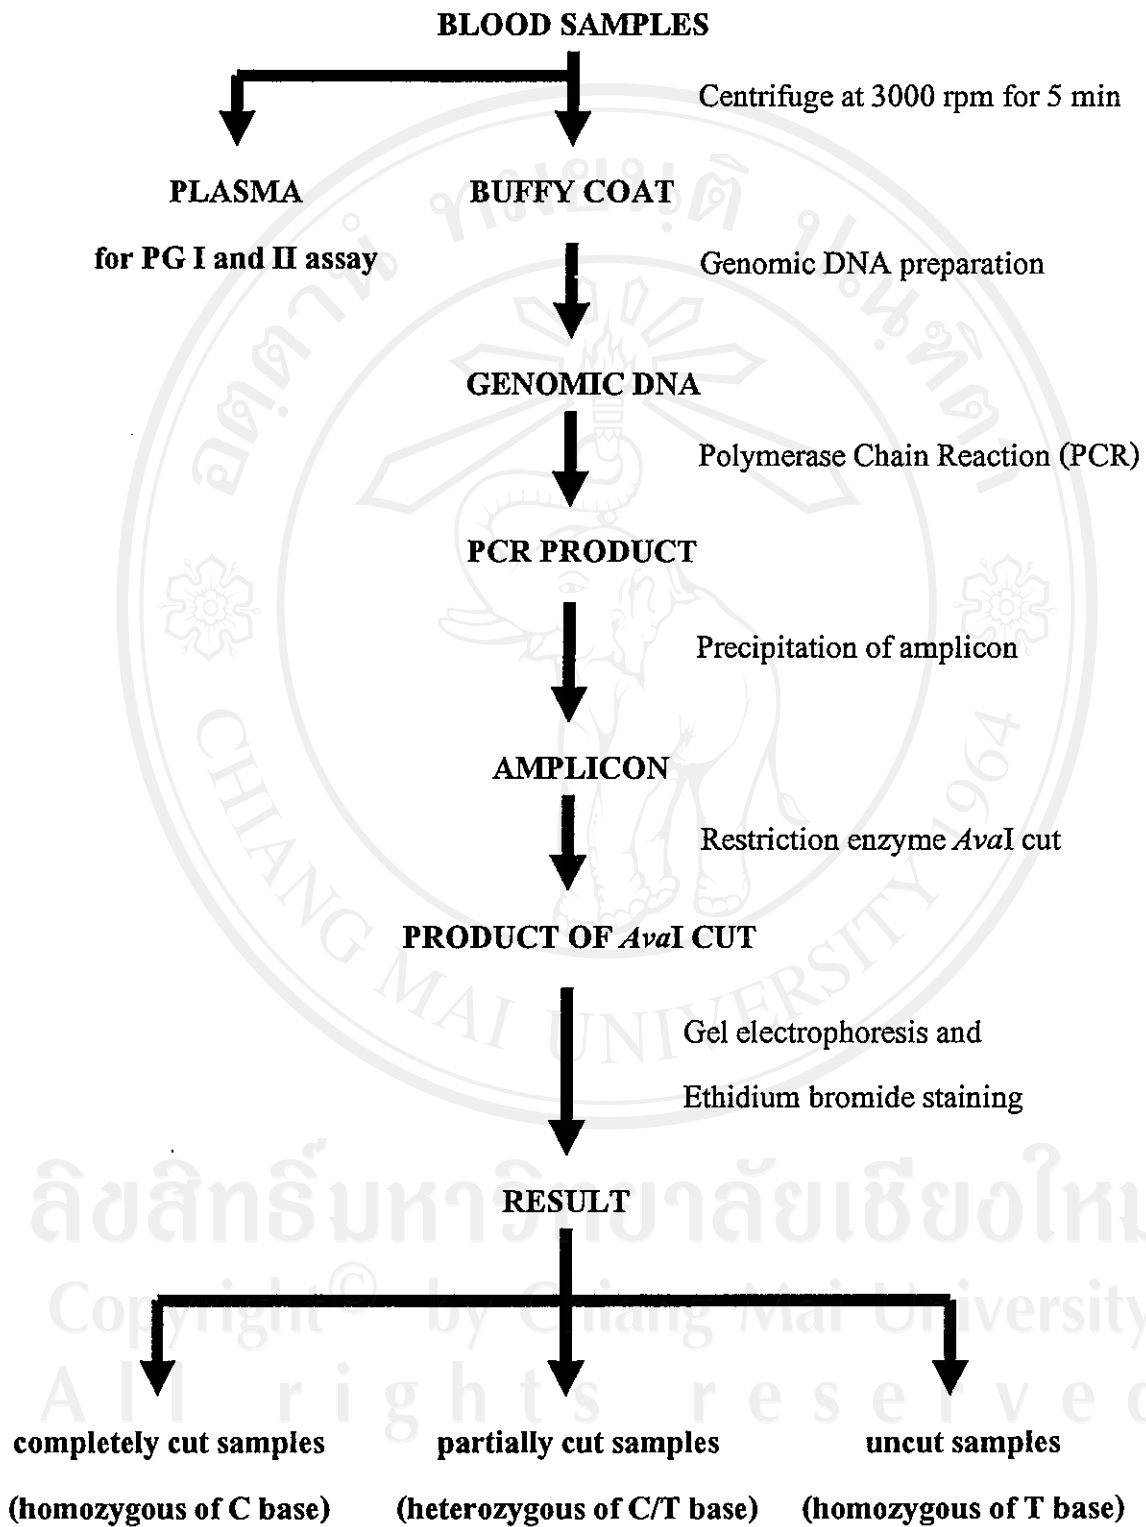 BLOOD SAMPLES
Centrifuge at 3000 rpm for 5 min
PLASMA
BUFFY COAT
for PG I and II assay
Genomic DNA preparation
GENOMIC DNA
Polymerase Chain Reaction (PCR)
PCR PRODUCT
Precipitation of amplicon
AMPLICON
Restriction enzyme AvaI cut
PRODUCT OF AvaI CUT
Gel electrophoresis and
Ethidium bromide staining
RESULT
completely cut samples
partially cut samples
uncut samples
(homozygous of C base)
(heterozygous of C/T base)
(homozygous of T base)
CHIANG MAI UNIVERSITY 1964
ลิขสิทธิ์มหาวิทยาลัยเชียงใหม
Copyright© by Chiang Mai University
All rights reserved